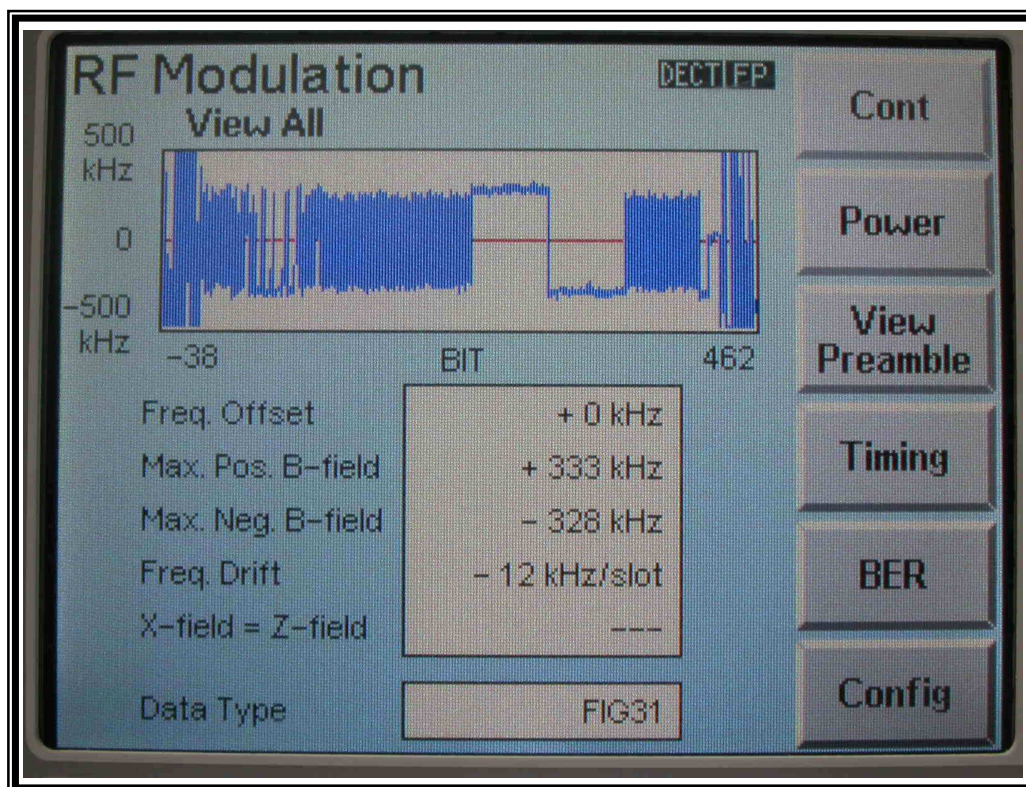 RF Modulation DECT FP
View All
500
kHz
0
-500
kHz
-38 BIT 462
Freq. Offset + 0 kHz
Max. Pos. B-field + 333 kHz
Max. Neg. B-field - 328 kHz
Freq. Drift - 12 kHz/slot
X-field = Z-field ---
Data Type FIG31
Cont
Power
View
Preamble
Timing
BER
Config